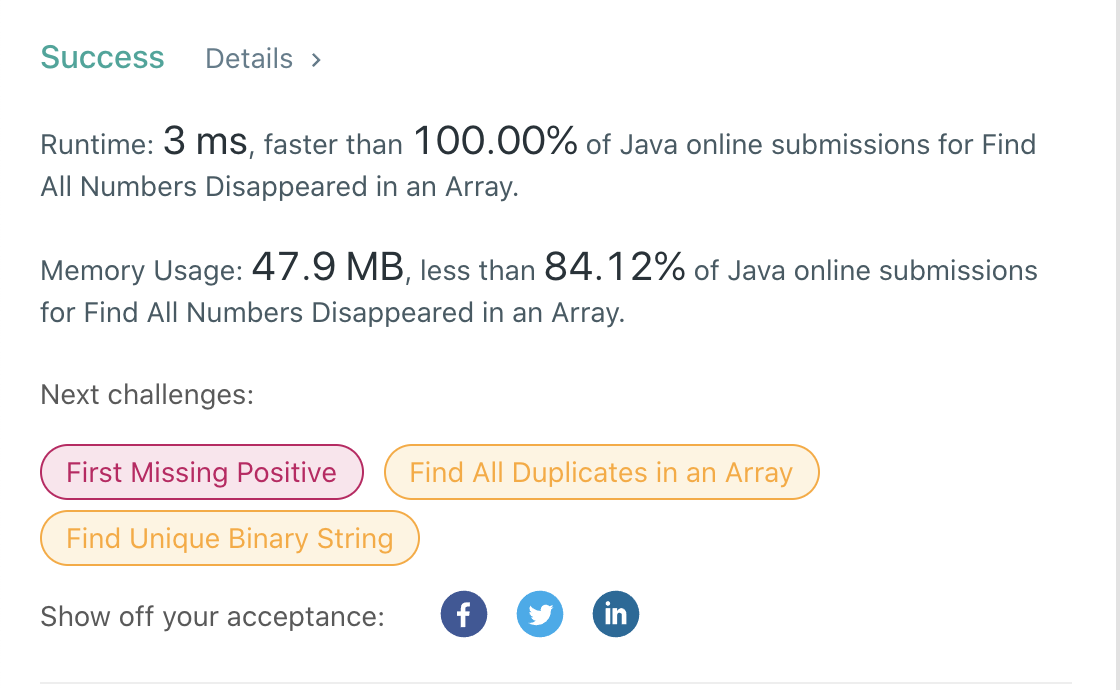 Success Details >
Runtime: 3 ms, faster than 100.00% of Java online submissions for Find
All Numbers Disappeared in an Array.
Memory Usage: 47.9 MB, less than 84.12% of Java online submissions
for Find All Numbers Disappeared in an Array.
Next challenges:
First Missing Positive Find All Duplicates in an Array
Find Unique Binary String
Show off your acceptance: f in